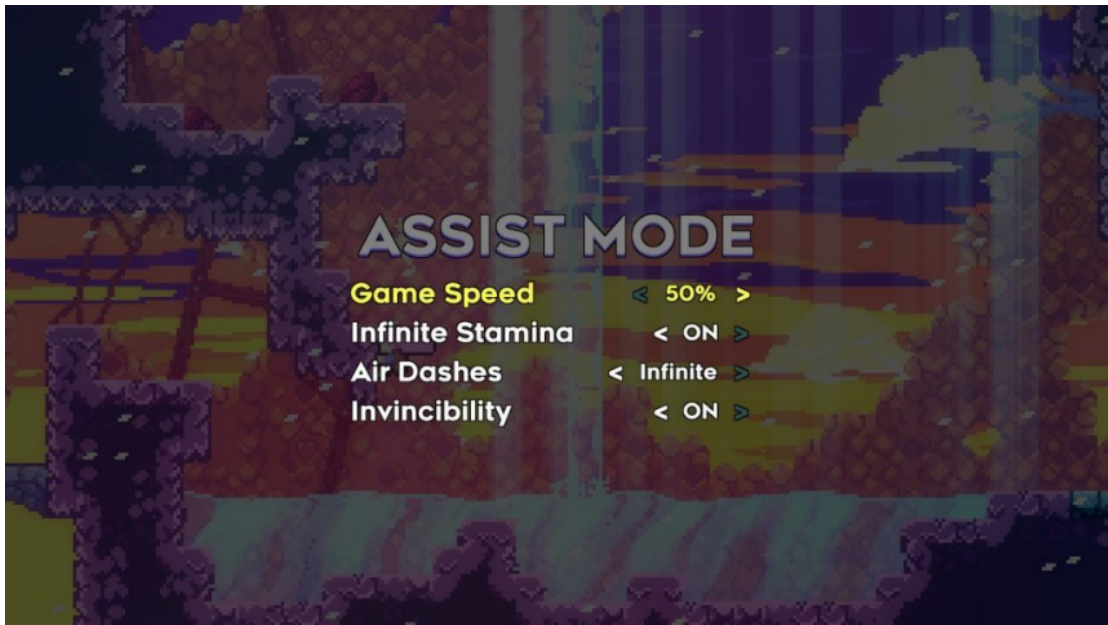 ASSIST MODE
Game Speed < 50% >
Infinite Stamina < ON >
Air Dashes < Infinite >
Invincibility < ON >